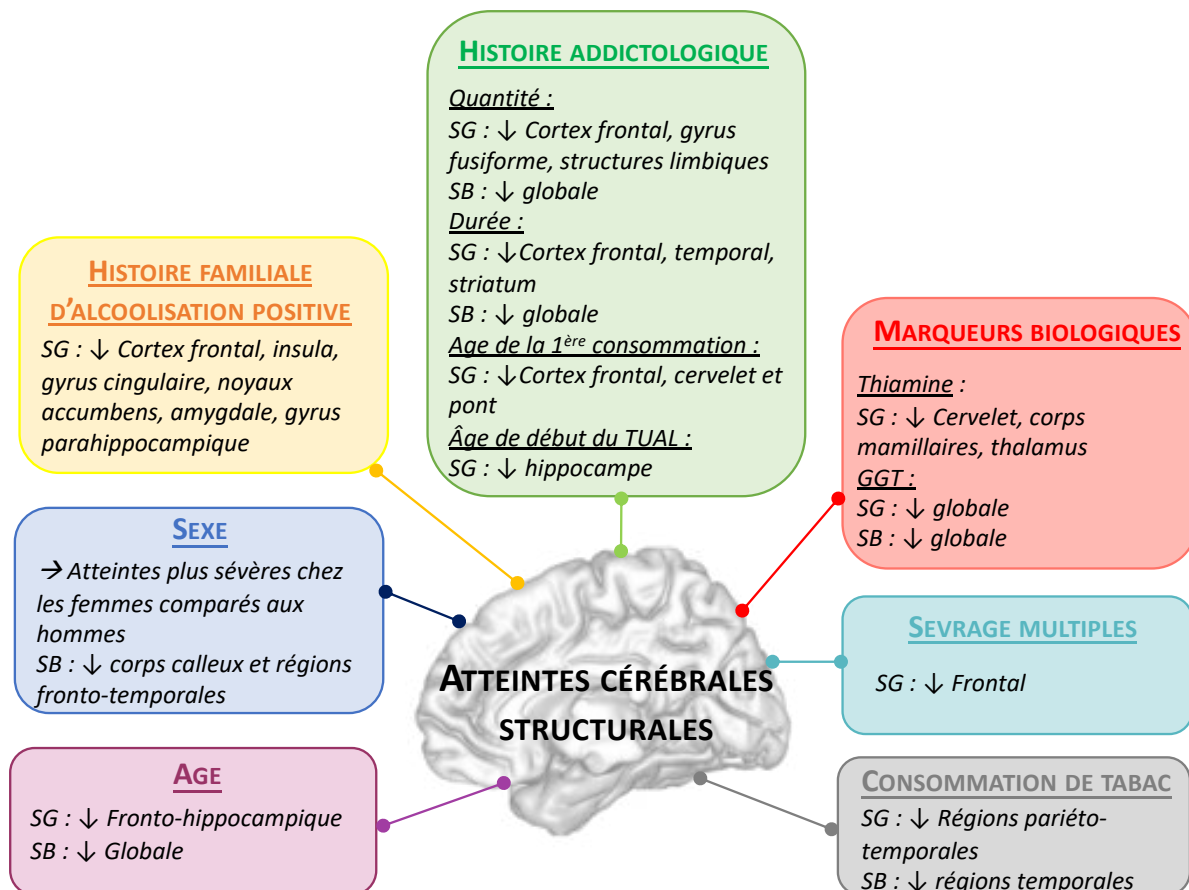 HISTOIRE ADDICTOLOGIQUE
Quantité :
SG : ↓ Cortex frontal, gyrus
fusiforme, structures limbiques
SB : ↓ globale
Durée :
SG : ↓Cortex frontal, temporal,
striatum
SB : ↓ globale
Age de la 1ère consommation :
SG : ↓Cortex frontal, cervelet et
pont
Âge de début du TUAL :
SG : ↓ hippocampe
HISTOIRE FAMILIALE
D'ALCOOLISATION POSITIVE
SG : ↓ Cortex frontal, insula,
gyrus cingulaire, noyaux
accumbens, amygdale, gyrus
parahippocampique
MARQUEURS BIOLOGIQUES
Thiamine :
SG : ↓ Cervelet, corps
mamillaires, thalamus
GGT :
SG : ↓ globale
SB : ↓ globale
SEXE
→ Atteintes plus sévères chez
les femmes comparés aux
hommes
SB : ↓ corps calleux et régions
fronto-temporales
SEVRAGE MULTIPLES
SG : ↓ Frontal
ATTEINTES CÉRÉBRALES
STRUCTURALES
AGE
SG : ↓ Fronto-hippocampique
SB : ↓ Globale
CONSOMMATION DE TABAC
SG : ↓ Régions pariéto-
temporales
SB : ↓ régions temporales